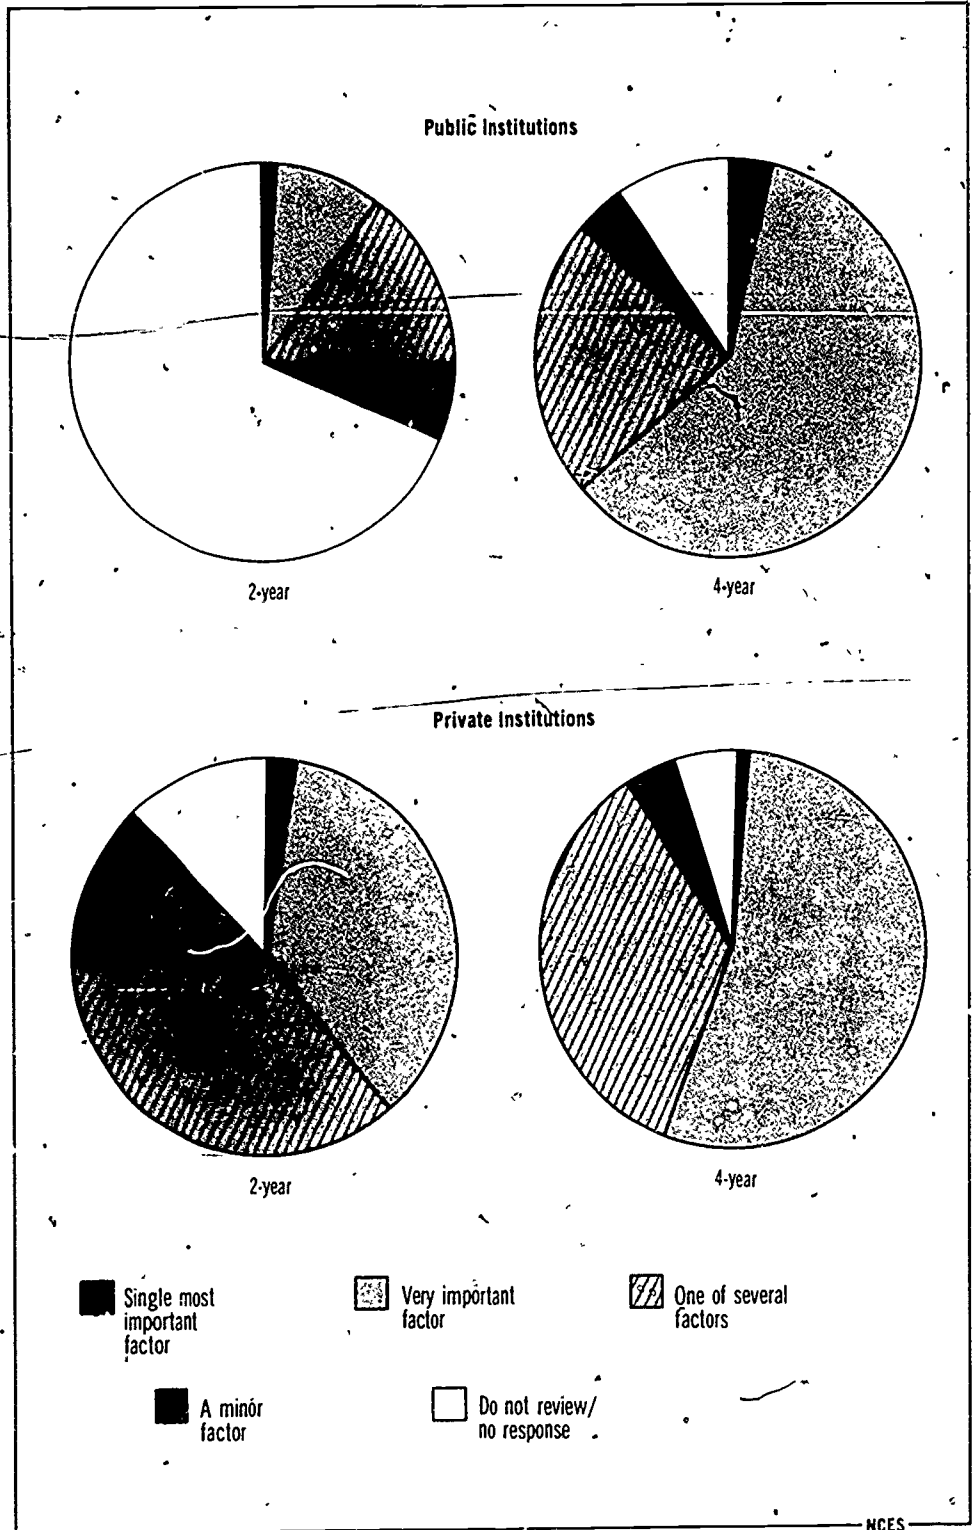 Public Institutions
2-year
4-year
Private Institutions
2-year
4-year
Single most
important
factor
Very important
factor
One of several
factors
A minor
factor
Do not review/
no response
NCES